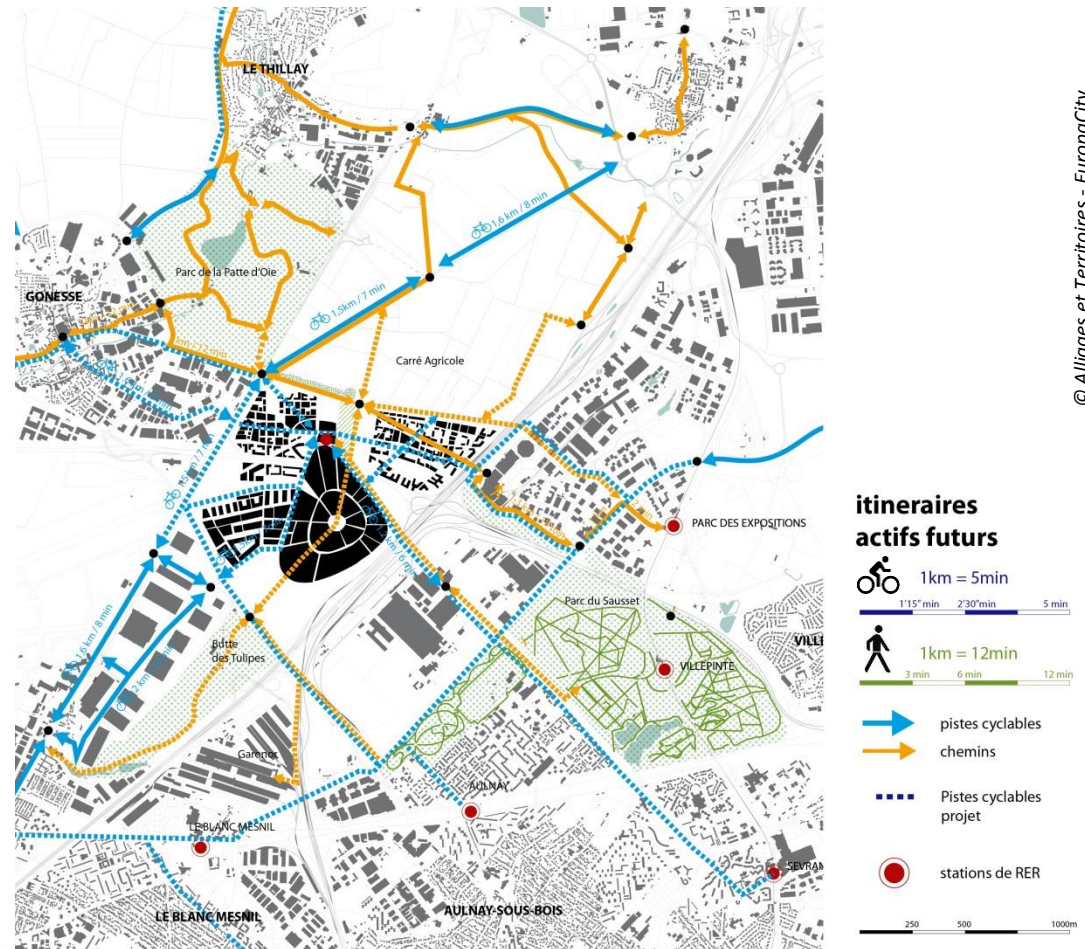 LE THILLAY
© Alliages et Territoires - EuropaCity
1,6 km / 8 min
Parc de la Patte d'Oie
GONESSE
1,5km / 7 min
Carré Agricole
PARC DES EXPOSITIONS
Parc du Sausset
VILLEPINTE
Butte
des Tulipes
1,6 km / 8 min
Garenor
AULNAY
LE BLANC MESNIL
SEVRAN
LE BLANC MESNIL
AULNAY-SOUS-BOIS
itineraires
actifs futurs
1km = 5min
1'15" min 2'30"min 5 min
1km = 12min
3 min 6 min 12 min
pistes cyclables
chemins
Pistes cyclables
projet
stations de RER
250 500 1000m